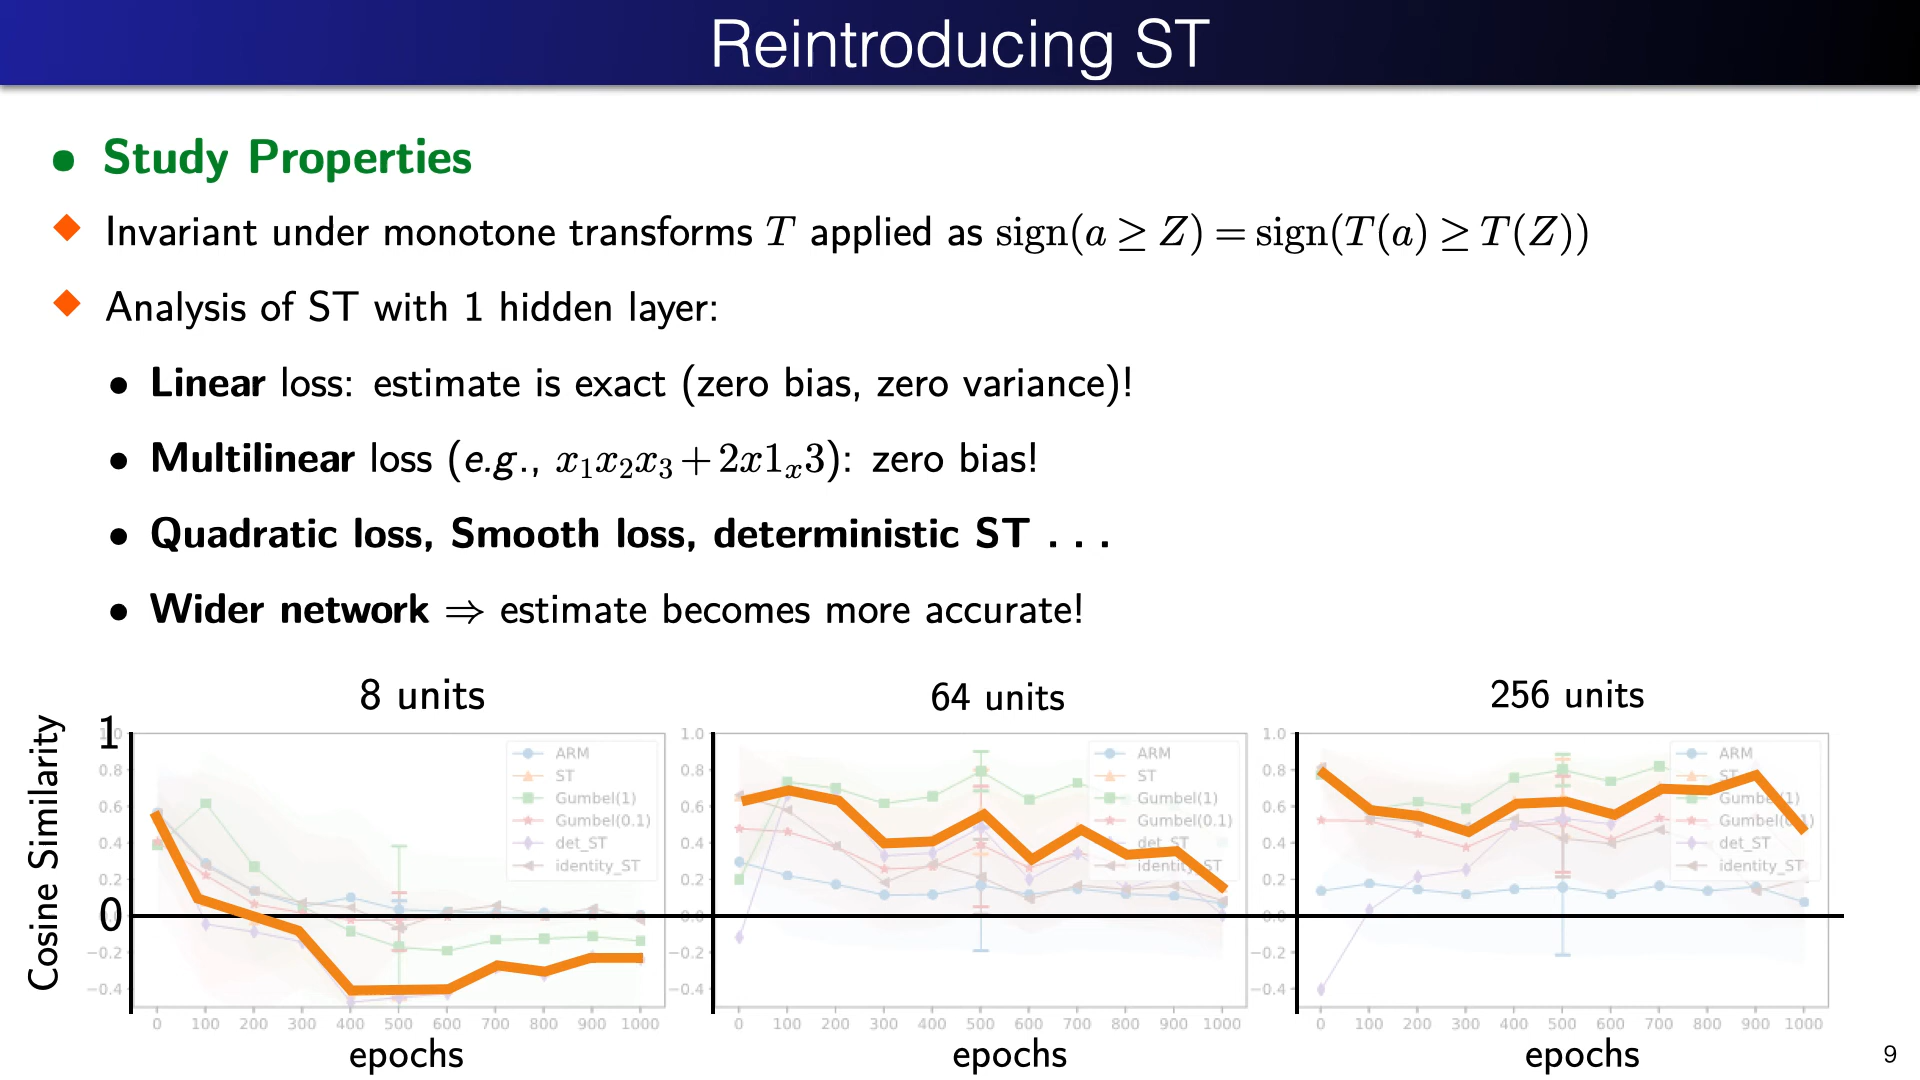 Reintroducing ST
• Study Properties
◆ Invariant under monotone transforms T applied as sign(a ≥ Z) = sign(T(a) ≥ T(Z))
◆ Analysis of ST with 1 hidden layer:
• Linear loss: estimate is exact (zero bias, zero variance)!
• Multilinear loss (e.g., x₁x₂x₃ + 2x1ₓ3): zero bias!
• Quadratic loss, Smooth loss, deterministic ST . . .
• Wider network ⇒ estimate becomes more accurate!
8 units
64 units
256 units
Cosine Similarity
1
0
1.0
0.8
0.6
0.4
0.2
−0.2
−0.4
ARM
ST
Gumbel(1)
Gumbel(0.1)
det_ST
identity_ST
0 100 200 300 400 500 600 700 800 900 1000
epochs
1.0
0.8
0.6
0.4
0.2
0.0
−0.2
−0.4
ARM
ST
Gumbel(1)
Gumbel(0.1)
det_ST
identity_ST
0 100 200 300 400 500 600 700 800 900 1000
epochs
1.0
0.8
0.6
0.4
0.2
0.0
−0.2
−0.4
ARM
ST
Gumbel(1)
Gumbel(0.1)
det_ST
identity_ST
0 100 200 300 400 500 600 700 800 900 1000
epochs
9